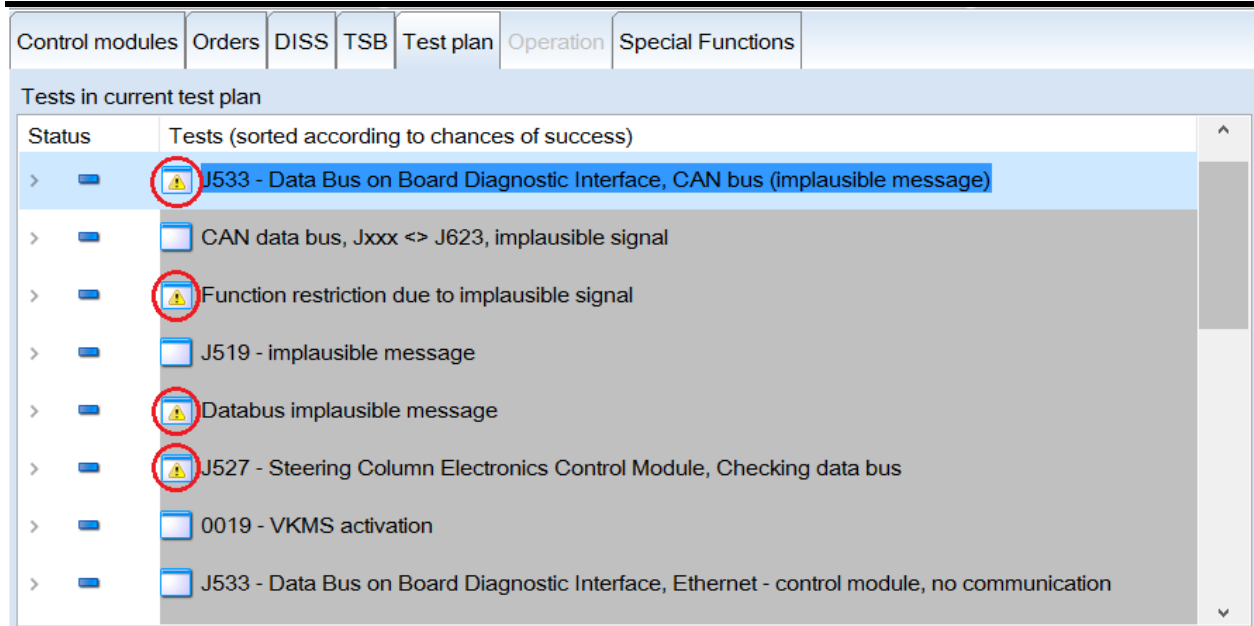 Control modules Orders DISS TSB Test plan Operation Special Functions
Tests in current test plan
Status Tests (sorted according to chances of success)
J533 - Data Bus on Board Diagnostic Interface, CAN bus (implausible message)
CAN data bus, Jxxx <> J623, implausible signal
Function restriction due to implausible signal
J519 - implausible message
Databus implausible message
J527 - Steering Column Electronics Control Module, Checking data bus
0019 - VKMS activation
J533 - Data Bus on Board Diagnostic Interface, Ethernet - control module, no communication